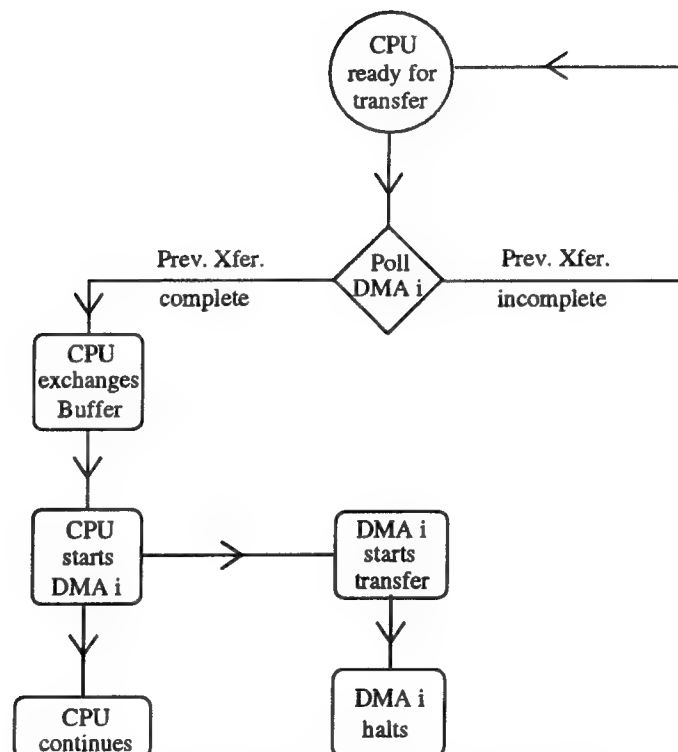 CPU
ready for
transfer
Prev. Xfer.
complete
Poll
DMA i
Prev. Xfer.
incomplete
CPU
exchanges
Buffer
CPU
starts
DMA i
DMA i
starts
transfer
CPU
continues
DMA i
halts